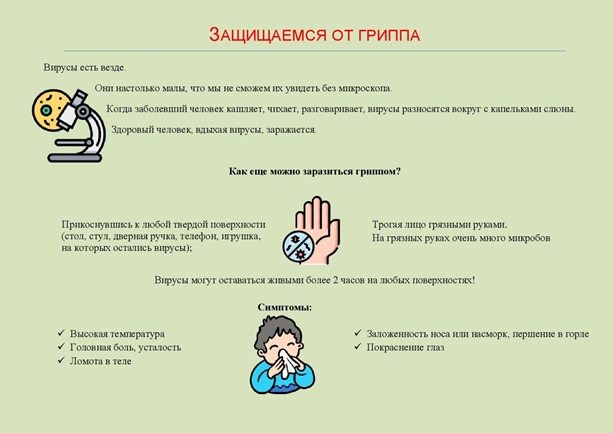 ЗАЩИЩАЕМСЯ ОТ ГРИППА
Вирусы есть везде.
Они настолько малы, что мы не сможем их увидеть без микроскопа.
Когда заболевший человек кашляет, чихает, разговаривает, вирусы разносятся вокруг с капельками слюны.
Здоровый человек, вдыхая вирусы, заражается.
Как еще можно заразиться гриппом?
Прикоснувшись к любой твердой поверхности
(стол, стул, дверная ручка, телефон, игрушка,
на которых остались вирусы);
Трогая лицо грязными руками.
На грязных руках очень много микробов
Вирусы могут оставаться живыми более 2 часов на любых поверхностях!
Симптомы:
✓ Высокая температура
✓ Головная боль, усталость
✓ Ломота в теле
✓ Заложенность носа или насморк, першение в горле
✓ Покраснение глаз